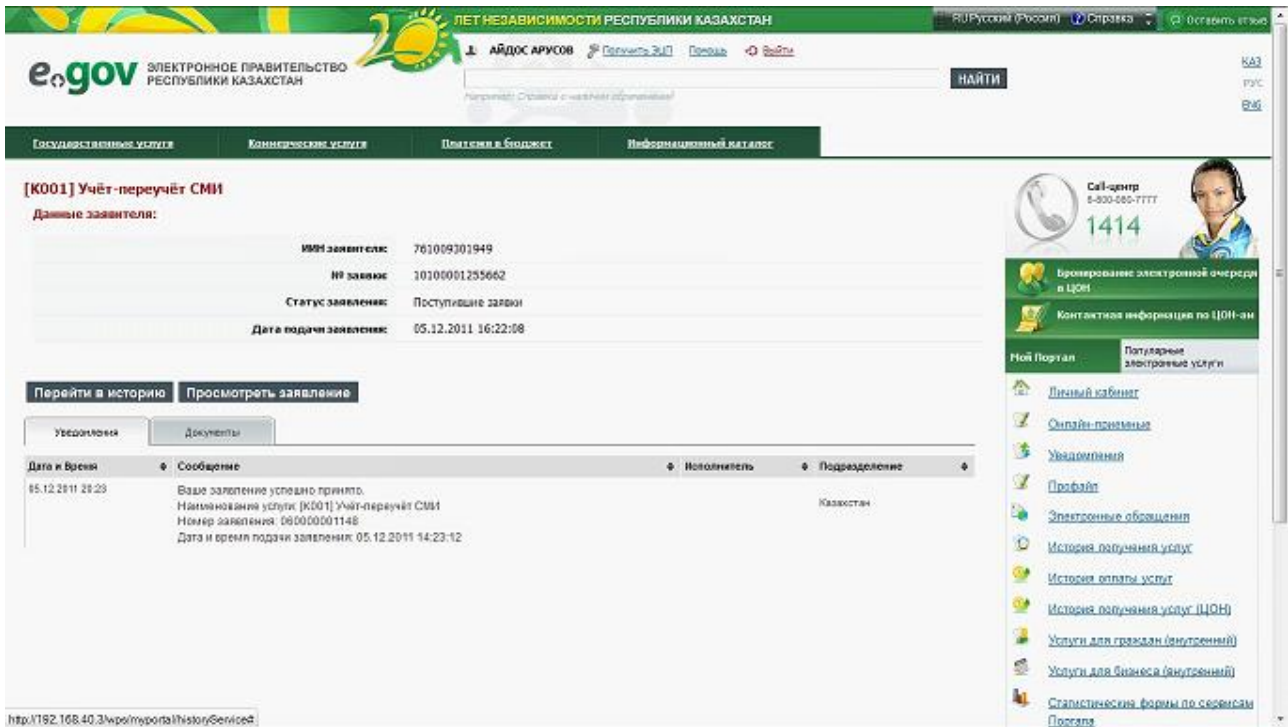 20 ЛЕТ НЕЗАВИСИМОСТИ РЕСПУБЛИКИ КАЗАХСТАН
RU Русский (Россия) Справка
Оставить отзыв
e.gov ЭЛЕКТРОННОЕ ПРАВИТЕЛЬСТВО
РЕСПУБЛИКИ КАЗАХСТАН
АЙДОС АРУСОВ Получить ЭЦП Помощь Выйти
НАЙТИ
Например: Справка о наличии
ҚАЗ
РУС
ENG
Государственные услуги Коммерческие услуги Платежи в бюджет Информационный каталог
[K001] Учёт-переучёт СМИ
Данные заявителя:
ИИН заявителя: 761009301949
№ заявки: 10100001255662
Статус заявления: Поступившие заявки
Дата подачи заявления: 05.12.2011 16:22:08
Перейти в историю Просмотреть заявление
Уведомления Документы
Дата и Время Сообщение Исполнитель Подразделение
05.12.2011 20:23 Ваше заявление успешно принято. Казахстан
Наименование услуги: [K001] Учёт-переучёт СМИ
Номер заявления: 060000001148
Дата и время подачи заявления: 05.12.2011 14:23:12
Call-центр
8-800-080-7777
1414
Бронирование электронной очереди
в ЦОН
Контактная информация по ЦОН-ам
Мой Портал
Популярные
электронные услуги
Личный кабинет
Онлайн-приемные
Уведомления
Профайл
Электронные обращения
История получения услуг
История оплаты услуг
История получения услуг (ЦОН)
Услуги для граждан (внутренний)
Услуги для бизнеса (внутренний)
Статистические формы по сервисам
Портала
http://192.168.40.3/wps/myportal/historyService#